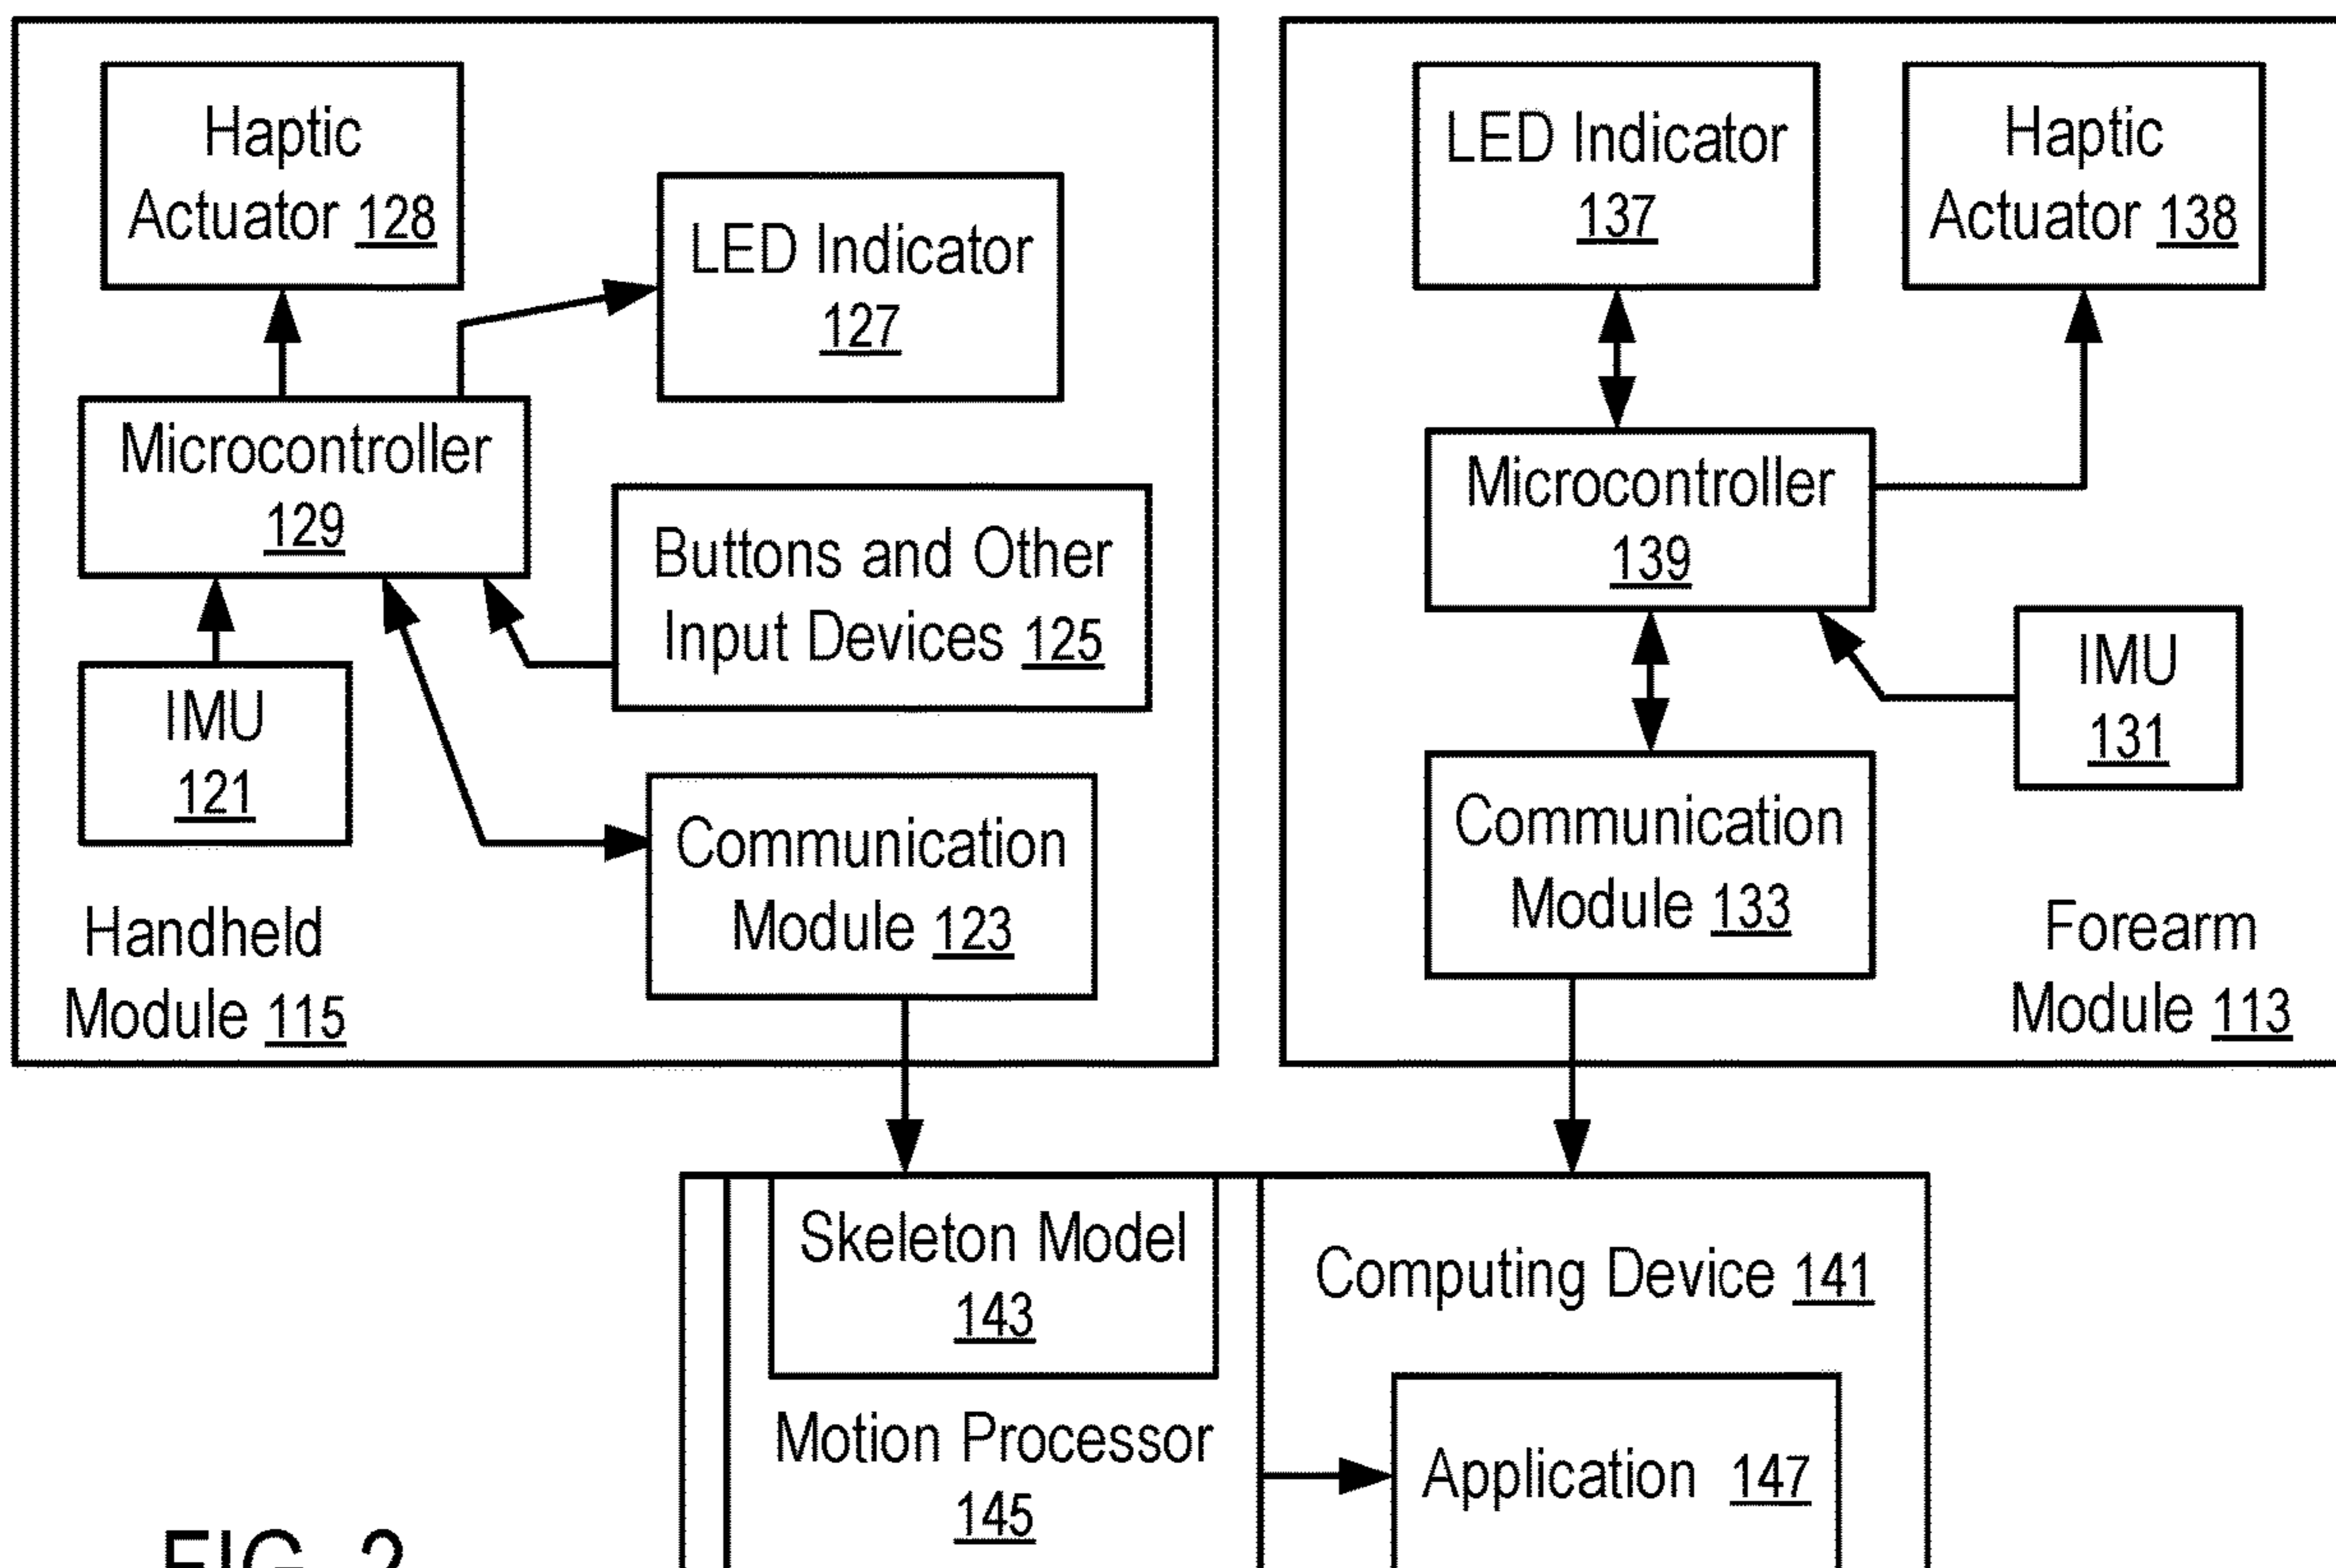 Haptic
Actuator 128
LED Indicator
127
Microcontroller
129
Buttons and Other
Input Devices 125
IMU
121
Communication
Module 123
Handheld
Module 115
LED Indicator
137
Haptic
Actuator 138
Microcontroller
139
IMU
131
Communication
Module 133
Forearm
Module 113
Skeleton Model
143
Motion Processor
145
Computing Device 141
Application 147
FIG. 2